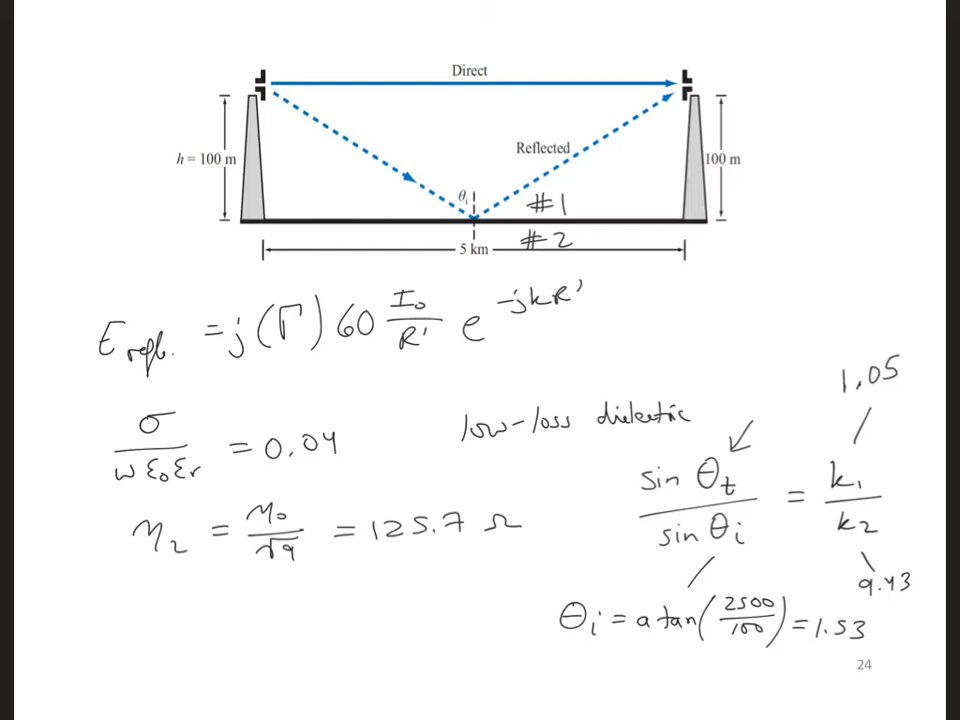 Direct
h = 100 m
Reflected
100 m
θi
#1
5 km
#2
E refl. = j(Γ) 60 I₀/R' e^-jkR'
1.05
σ/ωε₀εr = 0.04
low-loss dielectric
sin θt / sin θi = k₁/k₂
η₂ = η₀/√9 = 125.7 Ω
9.43
θi = atan(2500/100) = 1.53
24